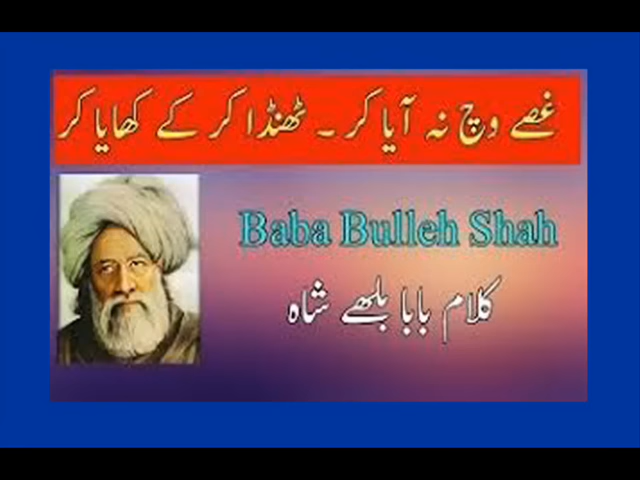 غصے وچ نہ آیا کر ۔ ٹھنڈا کر کے کھایا کر
Baba Bulleh Shah
کلام بابا بلھے شاہ